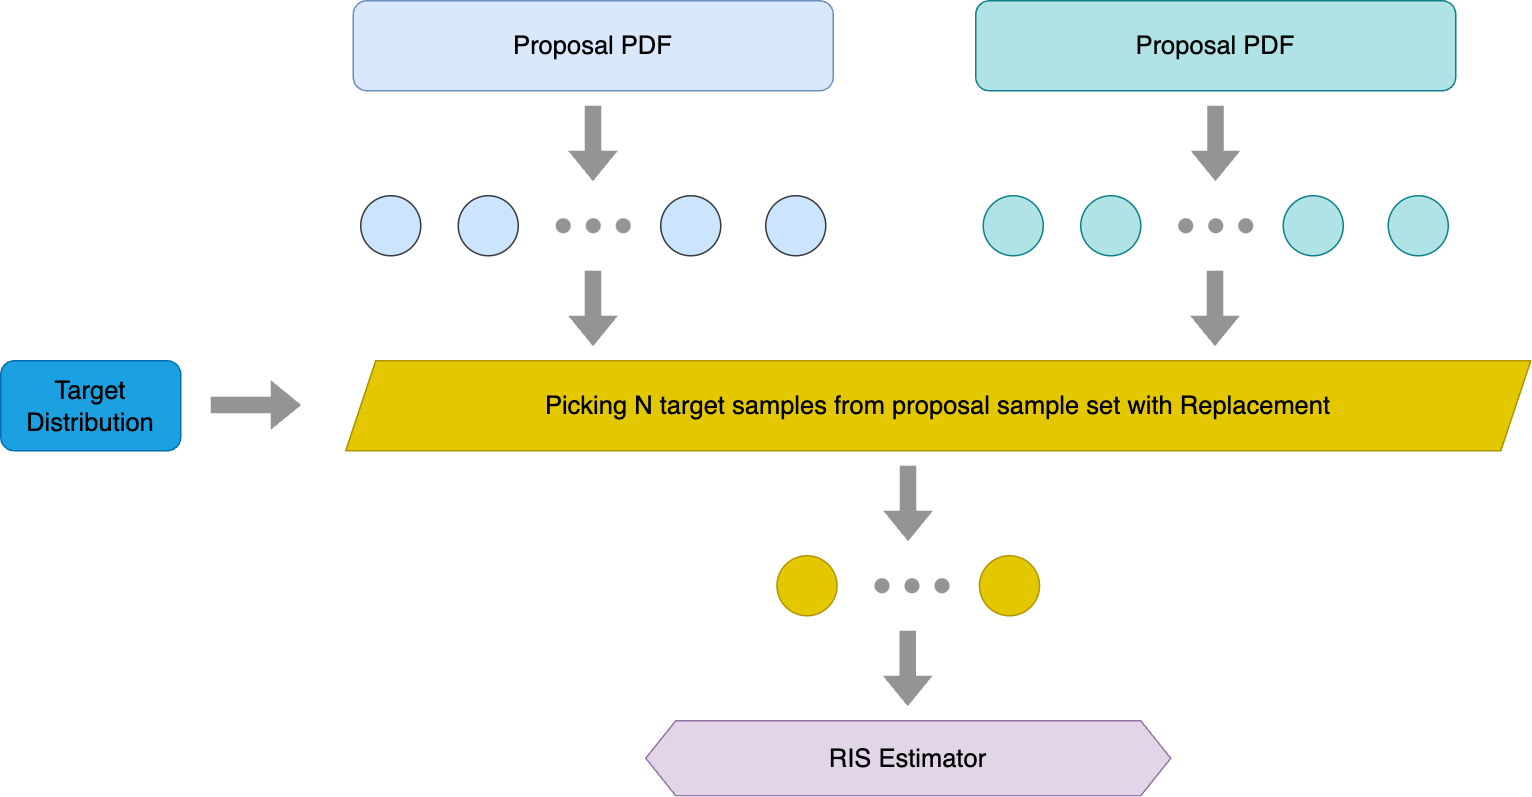 Proposal PDF
Proposal PDF
Target
Distribution
Picking N target samples from proposal sample set with Replacement
RIS Estimator